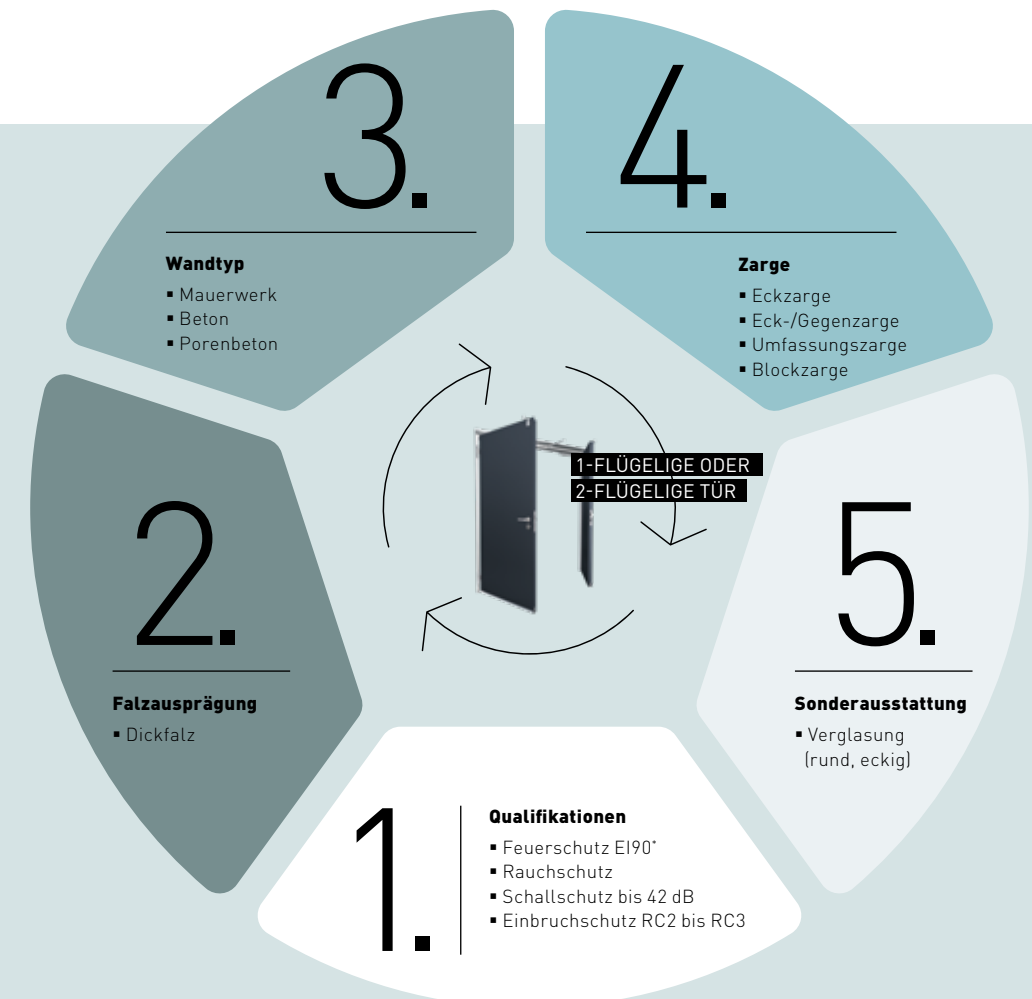 3.
Wandtyp
▪ Mauerwerk
▪ Beton
▪ Porenbeton
4.
Zarge
▪ Eckzarge
▪ Eck-/Gegenzarge
▪ Umfassungszarge
▪ Blockzarge
1-FLÜGELIGE ODER
2-FLÜGELIGE TÜR
2.
Falzausprägung
▪ Dickfalz
5.
Sonderausstattung
▪ Verglasung
(rund, eckig)
1.
Qualifikationen
▪ Feuerschutz EI90*
▪ Rauchschutz
▪ Schallschutz bis 42 dB
▪ Einbruchschutz RC2 bis RC3